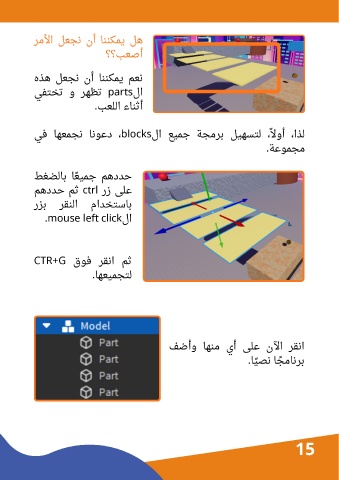 هل يمكننا أن نجعل الأمر
أصعب؟؟
نعم يمكننا أن نجعل هذه
الparts تظهر و تختفي
أثناء اللعب.
لذا، أولاً، لتسهيل برمجة جميع الblocks، دعونا نجمعها في
مجموعة.
حددهم جميعًا بالضغط
على زر ctrl ثم حددهم
باستخدام النقر بزر
الmouse left click.
ثم انقر فوق CTR+G
لتجميعها.
Model
Part
Part
Part
Part
انقر الآن على أي منها وأضف
برنامجًا نصيًا.
15